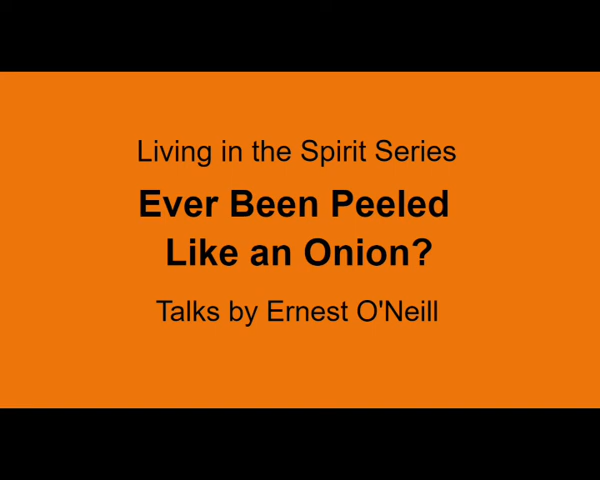 Living in the Spirit Series
Ever Been Peeled
Like an Onion?
Talks by Ernest O'Neill